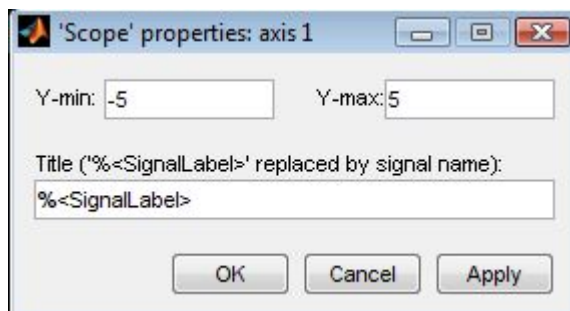 'Scope' properties: axis 1
Y-min: -5 Y-max: 5
Title ('%<SignalLabel>' replaced by signal name):
%<SignalLabel>
OK Cancel Apply